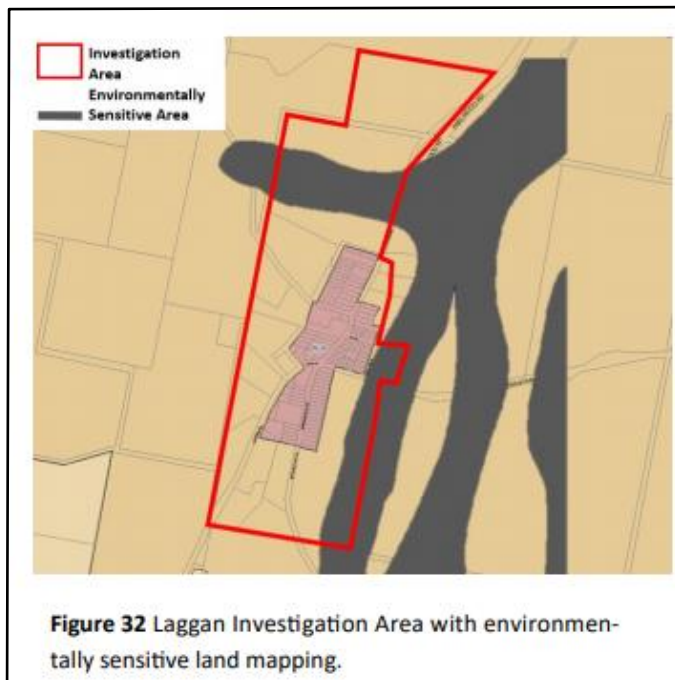 Investigation
Area
Environmentally
Sensitive Area
Figure 32 Laggan Investigation Area with environmen-
tally sensitive land mapping.